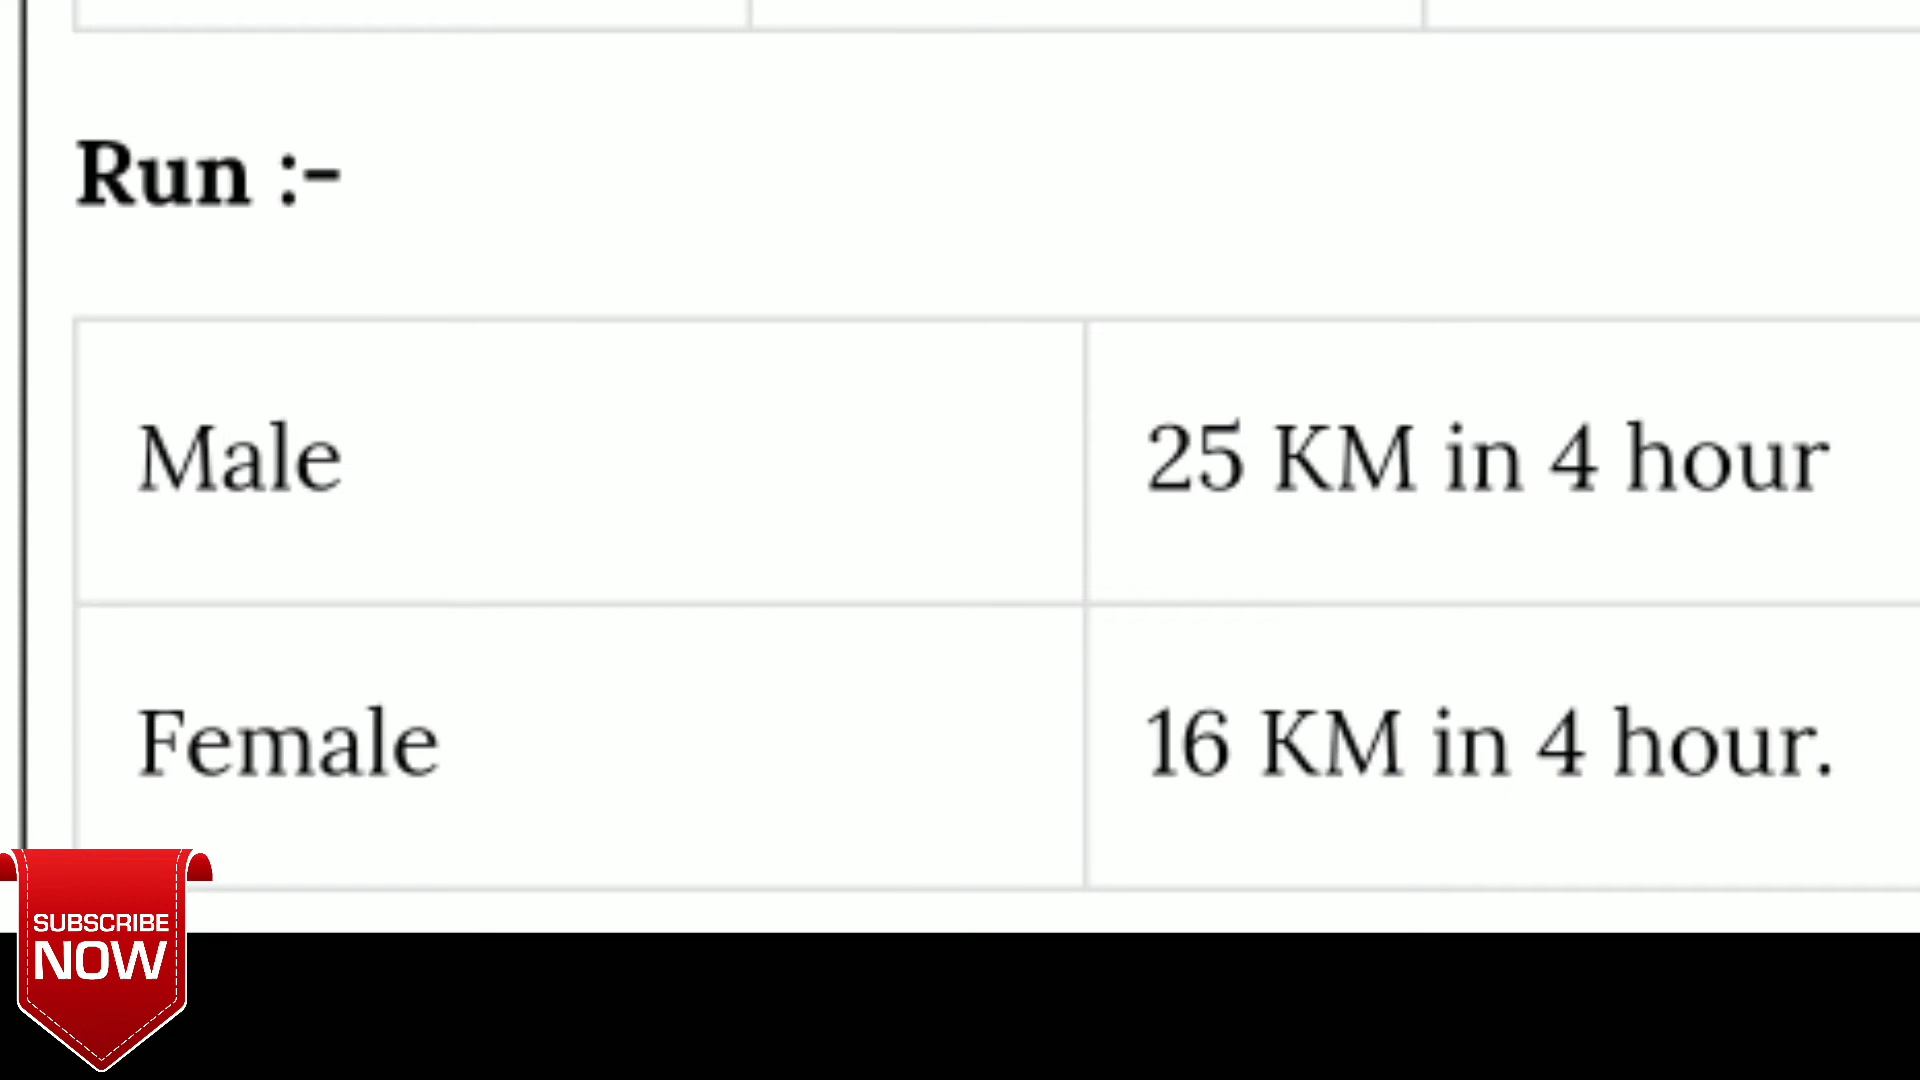 Run :-
Male 25 KM in 4 hour
Female 16 KM in 4 hour.
SUBSCRIBE
NOW